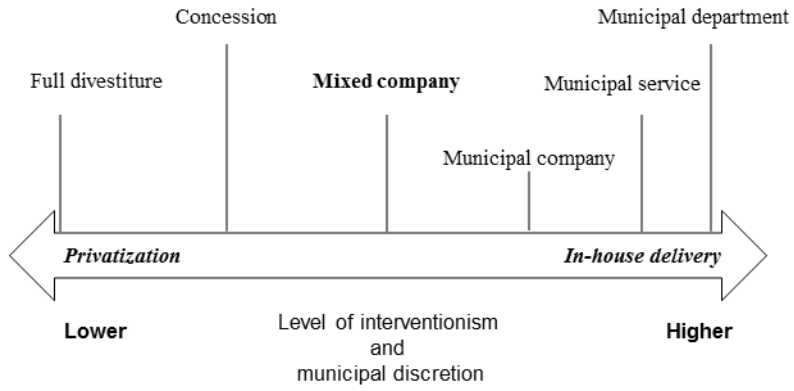 Concession
Municipal department
Full divestiture
Mixed company
Municipal service
Municipal company
Privatization
In-house delivery
Lower
Level of interventionism
and
municipal discretion
Higher